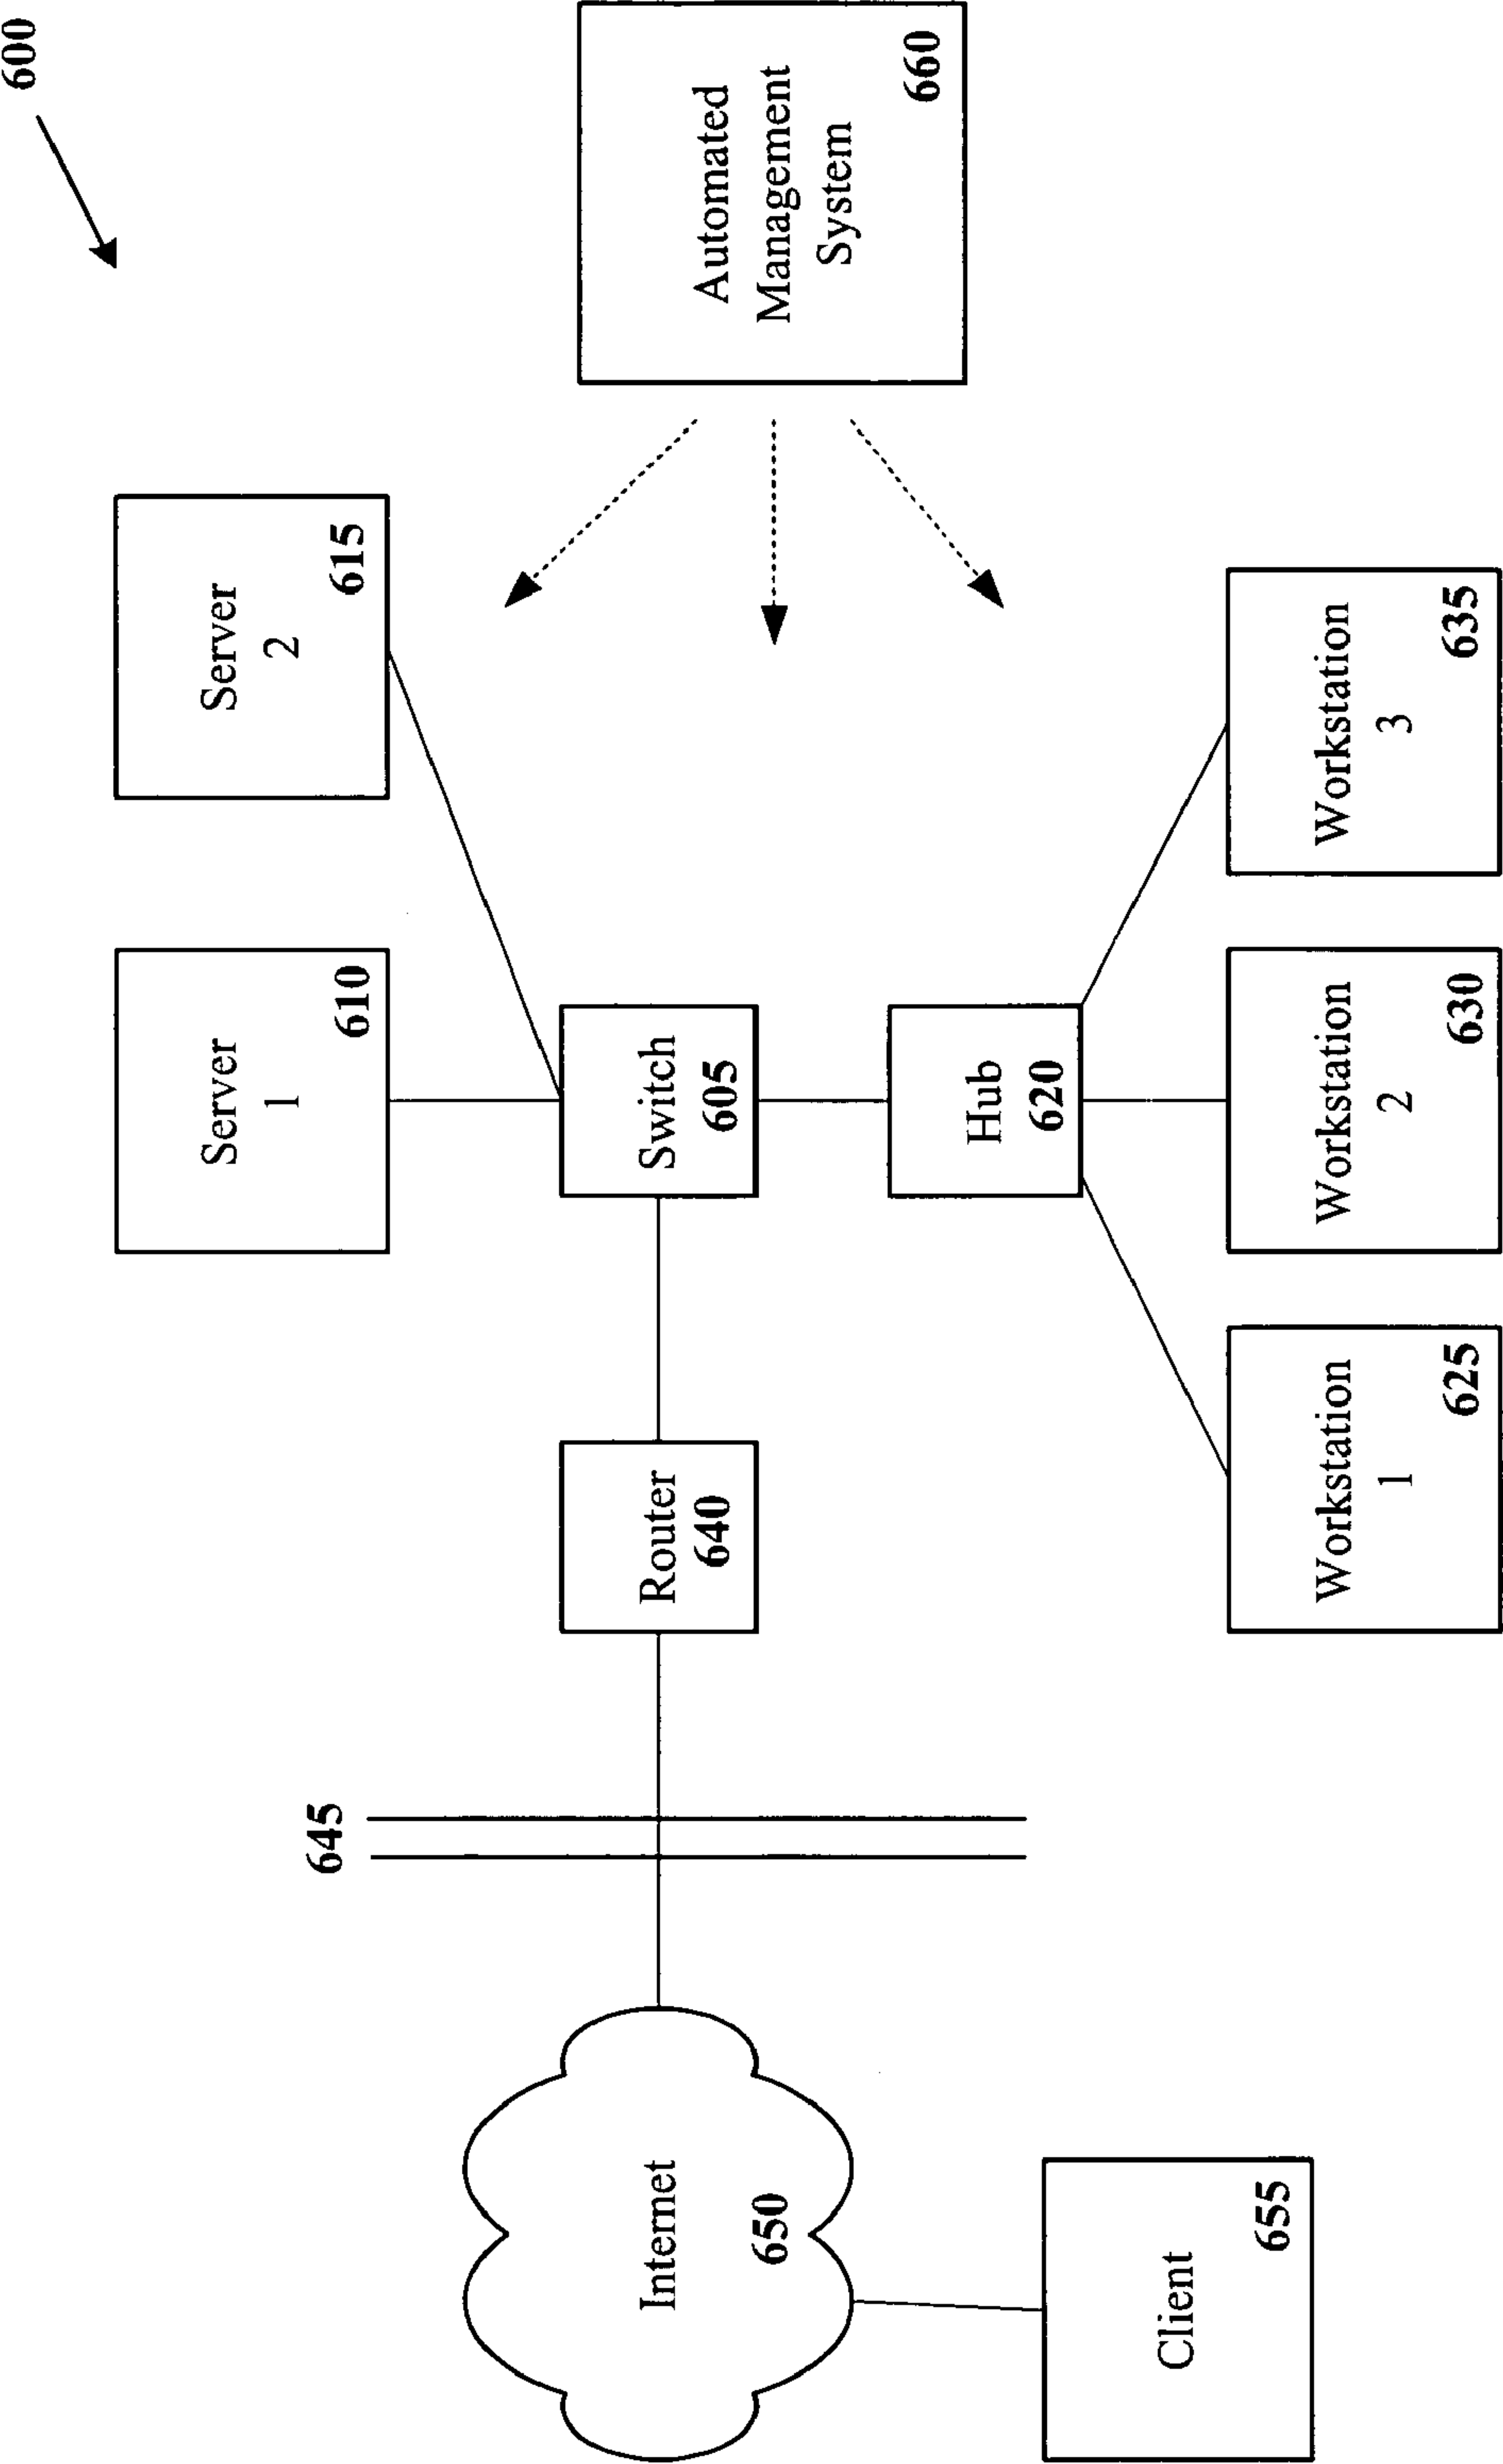 600
Server
1
610
Server
2
615
Automated
Management
System
660
645
Internet
650
Router
640
Switch
605
Hub
620
Client
655
Workstation
1
625
Workstation
2
630
Workstation
3
635